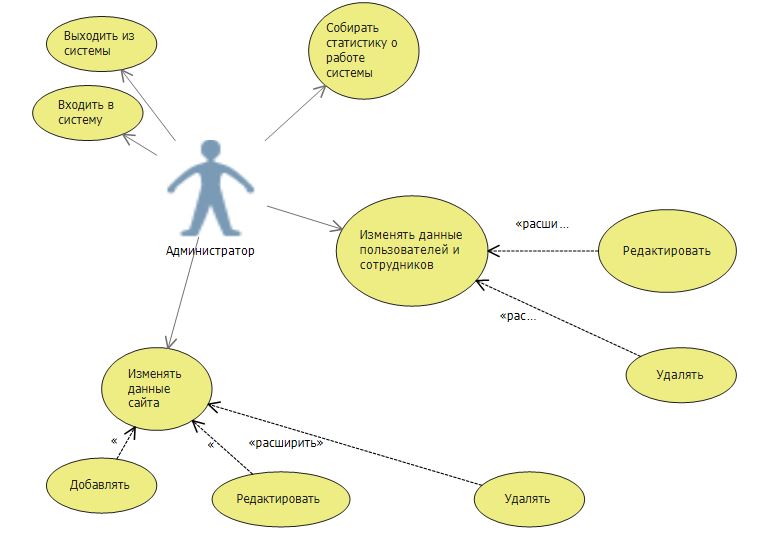 Выходить из
системы
Собирать
статистику о
работе
системы
Входить в
систему
Администратор
Изменять данные
пользователей и
сотрудников
«расши...
Редактировать
«рас...
Удалять
Изменять
данные
сайта
«
«
«расширить»
Добавлять
Редактировать
Удалять